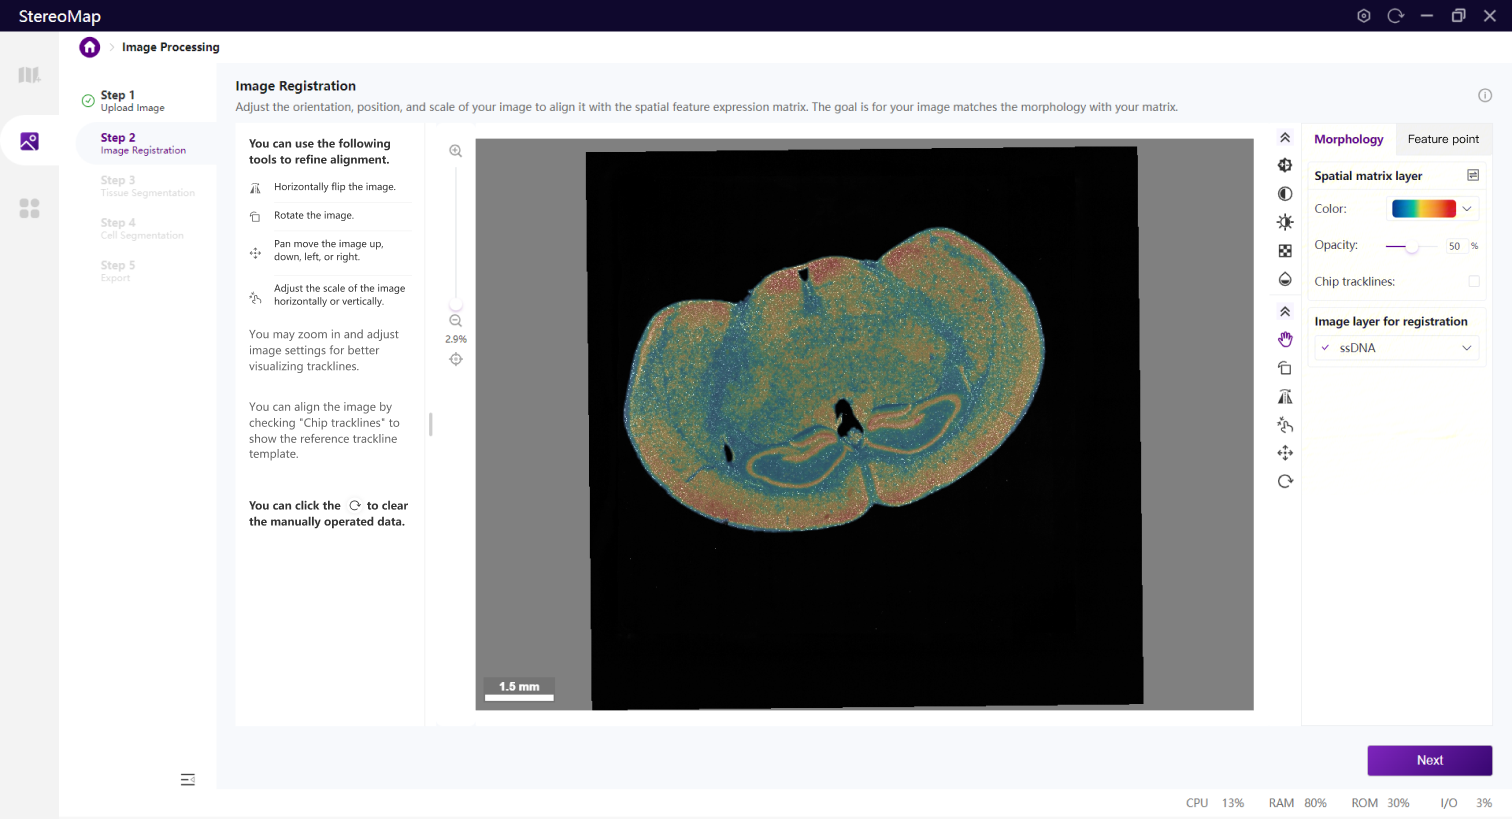 StereoMap
Image Processing
Step 1
Upload Image
Step 2
Image Registration
Step 3
Tissue Segmentation
Step 4
Cell Segmentation
Step 5
Export
Image Registration
Adjust the orientation, position, and scale of your image to align it with the spatial feature expression matrix. The goal is for your image matches the morphology with your matrix.
You can use the following
tools to refine alignment.
Horizontally flip the image.
Rotate the image.
Pan move the image up,
down, left, or right.
Adjust the scale of the image
horizontally or vertically.
You may zoom in and adjust
image settings for better
visualizing tracklines.
You can align the image by
checking "Chip tracklines" to
show the reference trackline
template.
You can click the to clear
the manually operated data.
2.9%
1.5 mm
Morphology
Feature point
Spatial matrix layer
Color:
Opacity:
50 %
Chip tracklines:
Image layer for registration
ssDNA
Next
CPU 13% RAM 80% ROM 30% I/O 3%